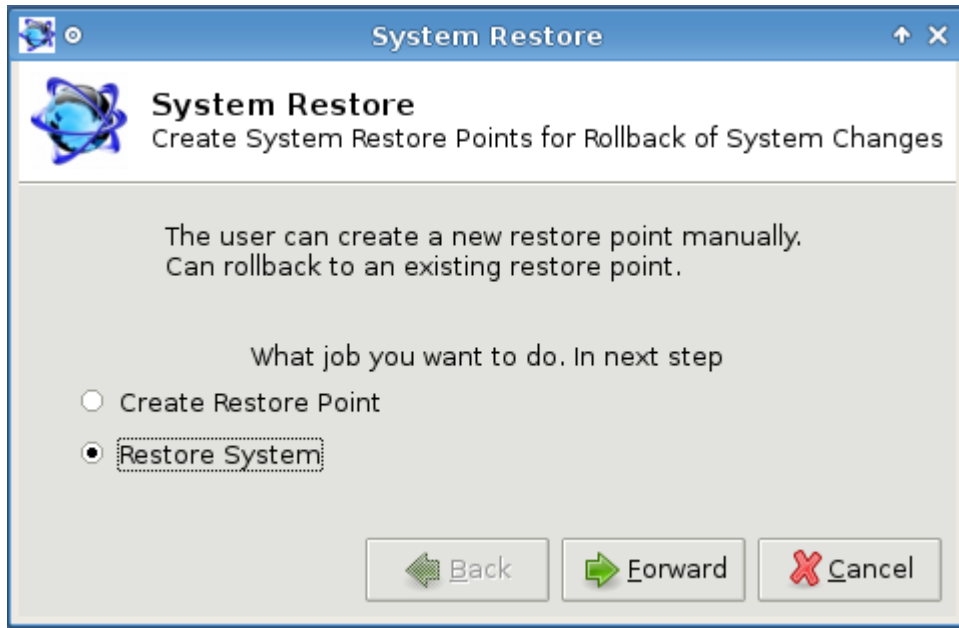 System Restore
System Restore
Create System Restore Points for Rollback of System Changes
The user can create a new restore point manually.
Can rollback to an existing restore point.
What job you want to do. In next step
Create Restore Point
Restore System
Back
Forward
Cancel